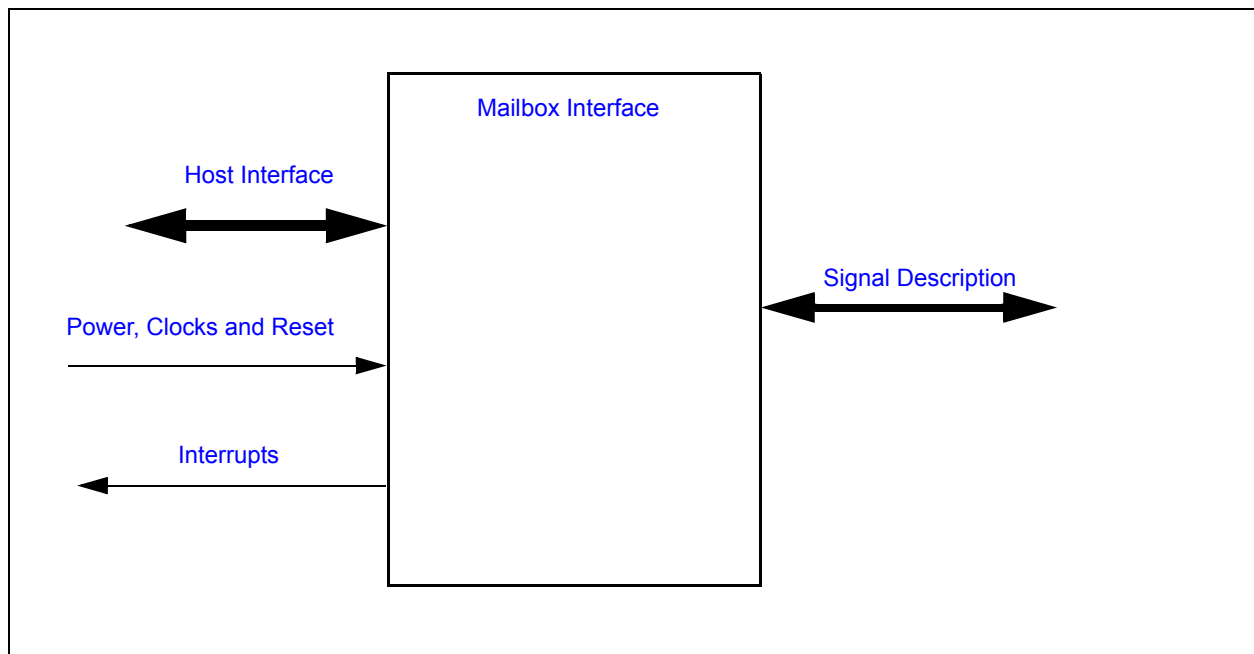 Mailbox Interface
Host Interface
Signal Description
Power, Clocks and Reset
Interrupts